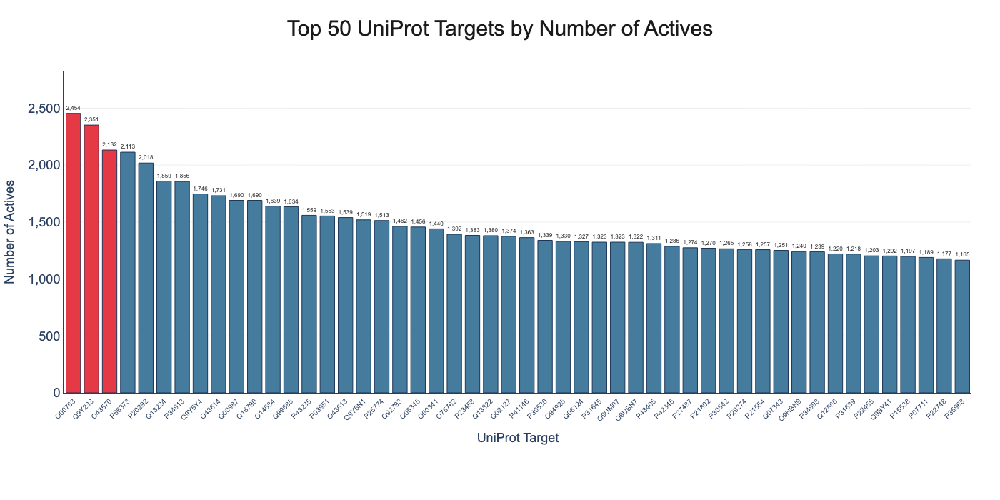 Top 50 UniProt Targets by Number of Actives
Number of Actives
2,500
2,000
1,500
1,000
500
0
2,454
2,351
2,132
2,113
2,018
1,859
1,856
1,746
1,731
1,690
1,690
1,639
1,634
1,559
1,553
1,539
1,519
1,513
1,462
1,456
1,440
1,392
1,383
1,380
1,374
1,363
1,339
1,330
1,327
1,323
1,323
1,322
1,311
1,286
1,274
1,270
1,265
1,258
1,257
1,251
1,240
1,239
1,220
1,218
1,203
1,202
1,197
1,189
1,177
1,165
O00763
Q9Y233
O43570
P56373
P20292
Q13224
P34913
Q9Y5Y4
O43614
Q00987
Q16790
O14684
Q99685
P43235
P03951
O43613
Q9Y5N1
P25774
Q92793
Q08345
O60341
O75762
P23458
Q13822
Q02127
P41146
P30530
O94925
Q06124
P31645
Q9UM07
Q9UBN7
P43405
P42345
P27487
P21802
P30542
P29274
P21554
Q07343
Q9HBH9
P34998
Q12866
P31639
P22455
Q9BY41
P15538
P07711
P22748
P35968
UniProt Target